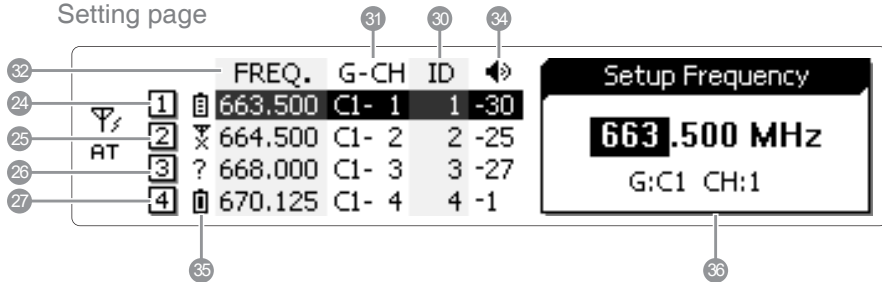 Setting page
31 30 34
32 FREQ. G-CH ID Setup Frequency
24 1 663.500 C1- 1 1 -30
25 AT 2 664.500 C1- 2 2 -25 663.500 MHz
26 3 ? 668.000 C1- 3 3 -27 G:C1 CH:1
27 4 670.125 C1- 4 4 -1
35 36